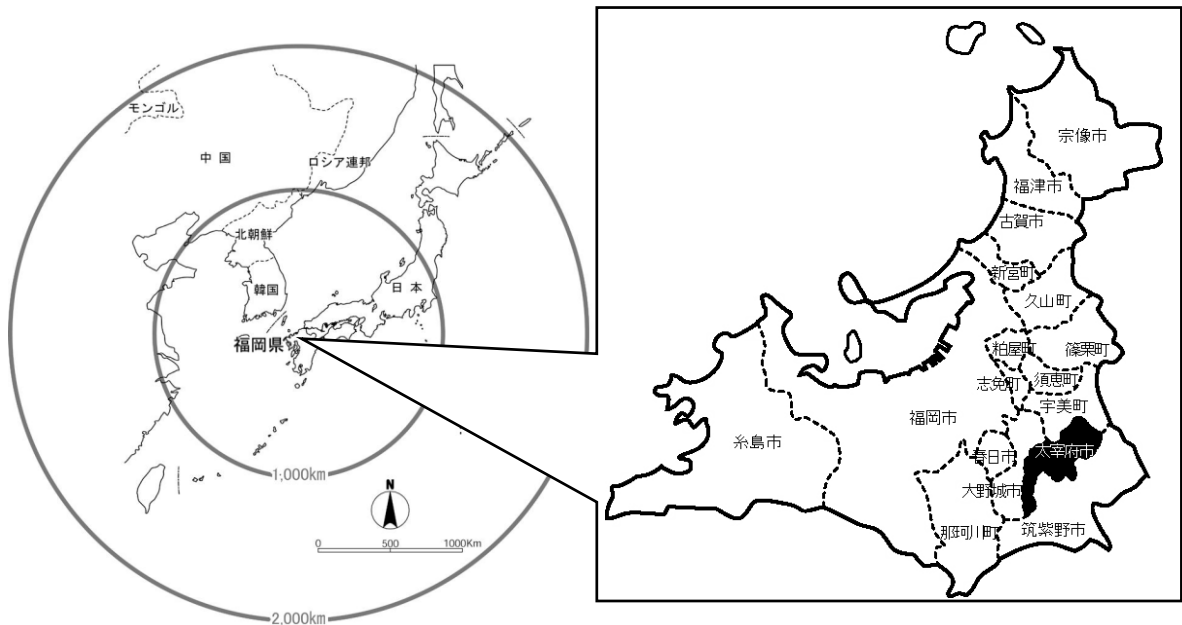 モンゴル
中 国
ロシア連邦
北朝鮮
韓国
日 本
福岡県
1,000km
N
0
500
1000Km
2,000km
宗像市
福津市
古賀市
新宮町
久山町
粕屋町
篠栗町
志免町
須恵町
宇美町
福岡市
糸島市
春日市
太宰府市
大野城市
那珂川町
筑紫野市